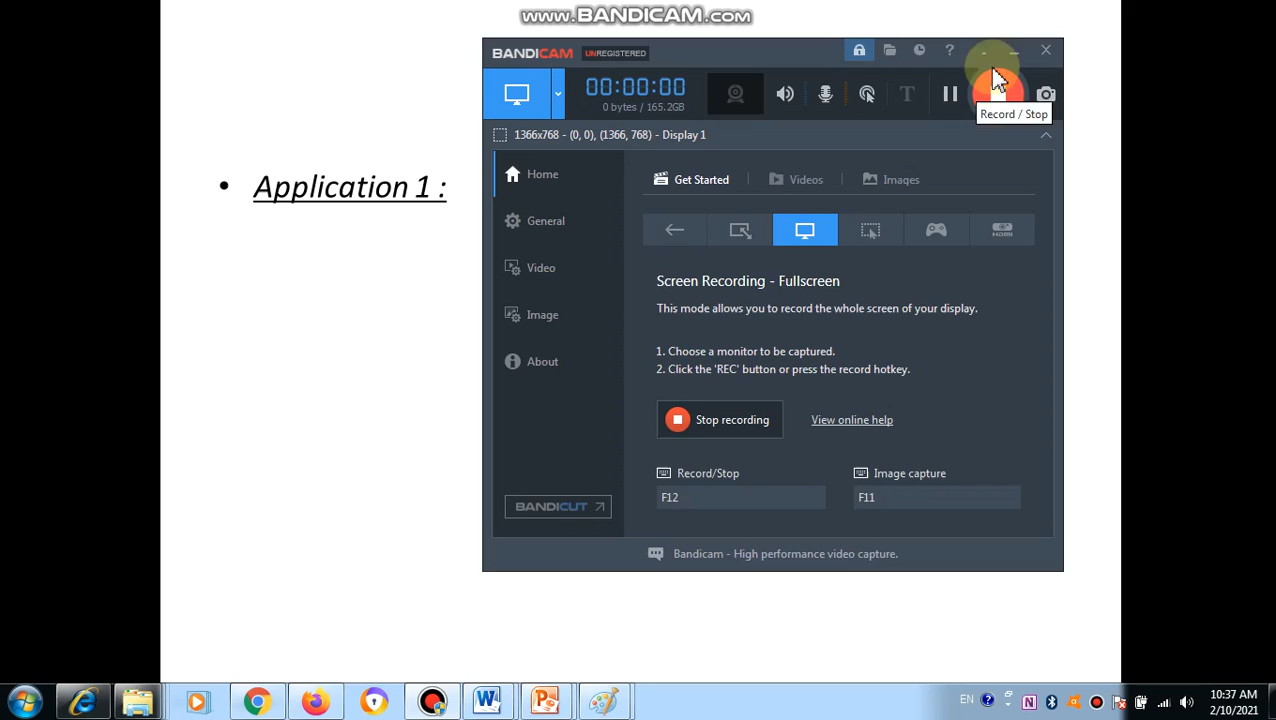 www.BANDICAM.com
BANDICAM UNREGISTERED
00:00:00
0 bytes / 165.2GB
Record / Stop
1366x768 - (0, 0), (1366, 768) - Display 1
• Application 1 :
Home
General
Video
Image
About
BANDICUT
Get Started
Videos
Images
HDMI
Screen Recording - Fullscreen
This mode allows you to record the whole screen of your display.
1. Choose a monitor to be captured.
2. Click the 'REC' button or press the record hotkey.
Stop recording
View online help
Record/Stop
Image capture
F12
F11
Bandicam - High performance video capture.
EN
10:37 AM
2/10/2021